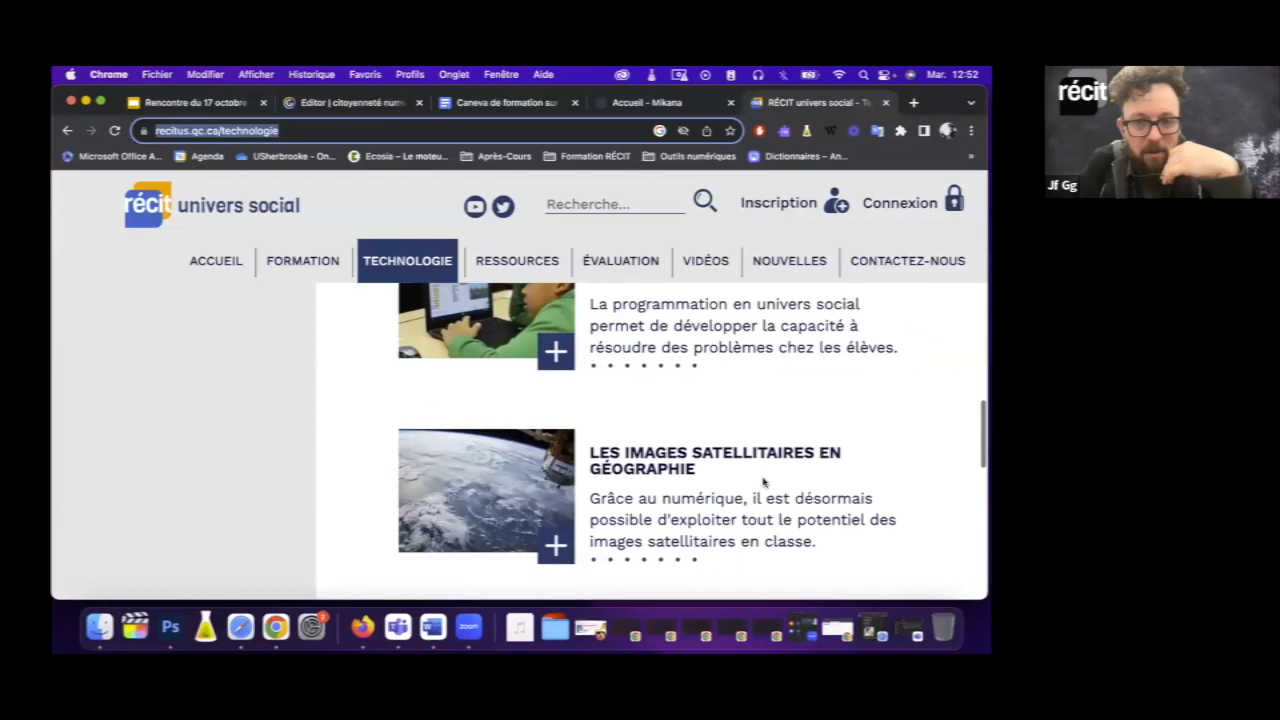 Chrome Fichier Modifier Afficher Historique Favoris Profils Onglet Fenêtre Aide Mar. 12:52
Rencontre du 17 octobre Editor | citoyenneté num Caneva de formation sur Accueil - Mikana RÉCIT univers social - Te
recitus.qc.ca/technologie
Microsoft Office A... Agenda USherbrooke - On... Ecosia – Le moteu... Après-Cours Formation RÉCIT Outils numériques Dictionnaires – An... »
récit univers social
Recherche...
Inscription
Connexion
ACCUEIL FORMATION TECHNOLOGIE RESSOURCES ÉVALUATION VIDÉOS NOUVELLES CONTACTEZ-NOUS
La programmation en univers social
permet de développer la capacité à
résoudre des problèmes chez les élèves.
LES IMAGES SATELLITAIRES EN
GÉOGRAPHIE
Grâce au numérique, il est désormais
possible d'exploiter tout le potentiel des
images satellitaires en classe.
Ps
zoom
récit
Jf Gg